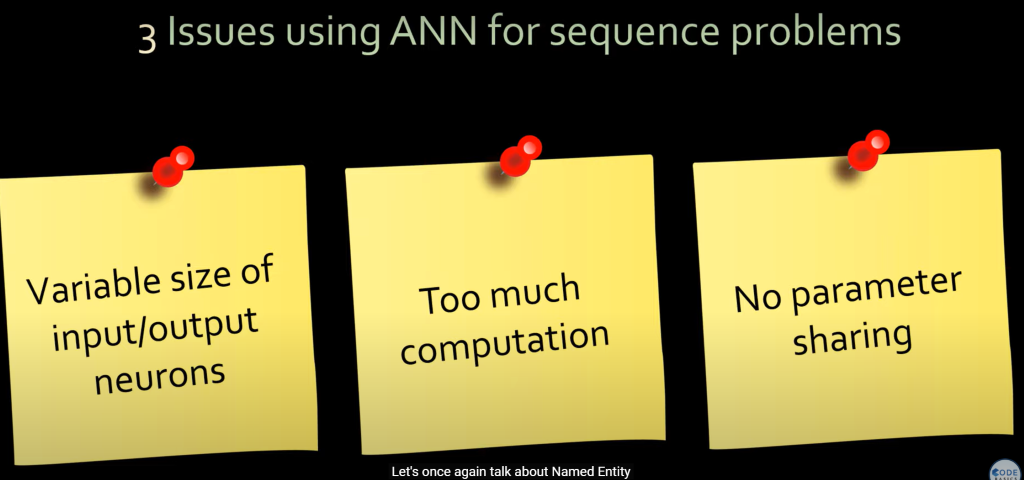 3 Issues using ANN for sequence problems
Variable size of
input/output
neurons
Too much
computation
No parameter
sharing
Let's once again talk about Named Entity
CODE